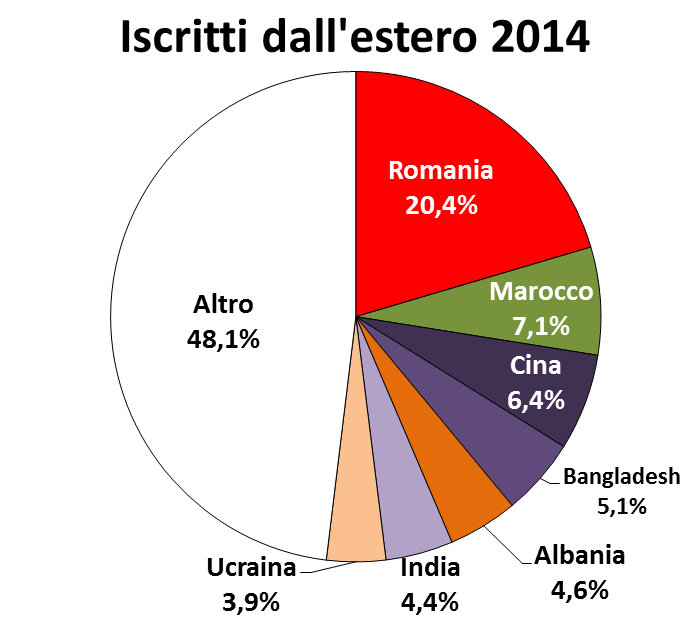 Iscritti dall'estero 2014
Romania
20,4%
Marocco
7,1%
Cina
6,4%
Bangladesh
5,1%
Albania
4,6%
India
4,4%
Ucraina
3,9%
Altro
48,1%